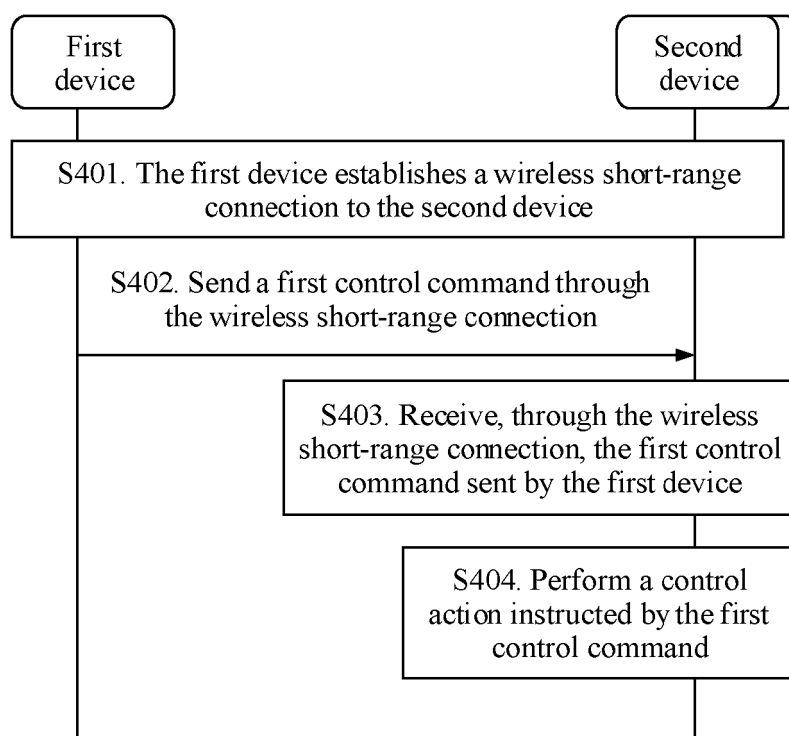 First
device
Second
device
S401. The first device establishes a wireless short-range
connection to the second device
S402. Send a first control command through
the wireless short-range connection
S403. Receive, through the wireless
short-range connection, the first control
command sent by the first device
S404. Perform a control
action instructed by the first
control command